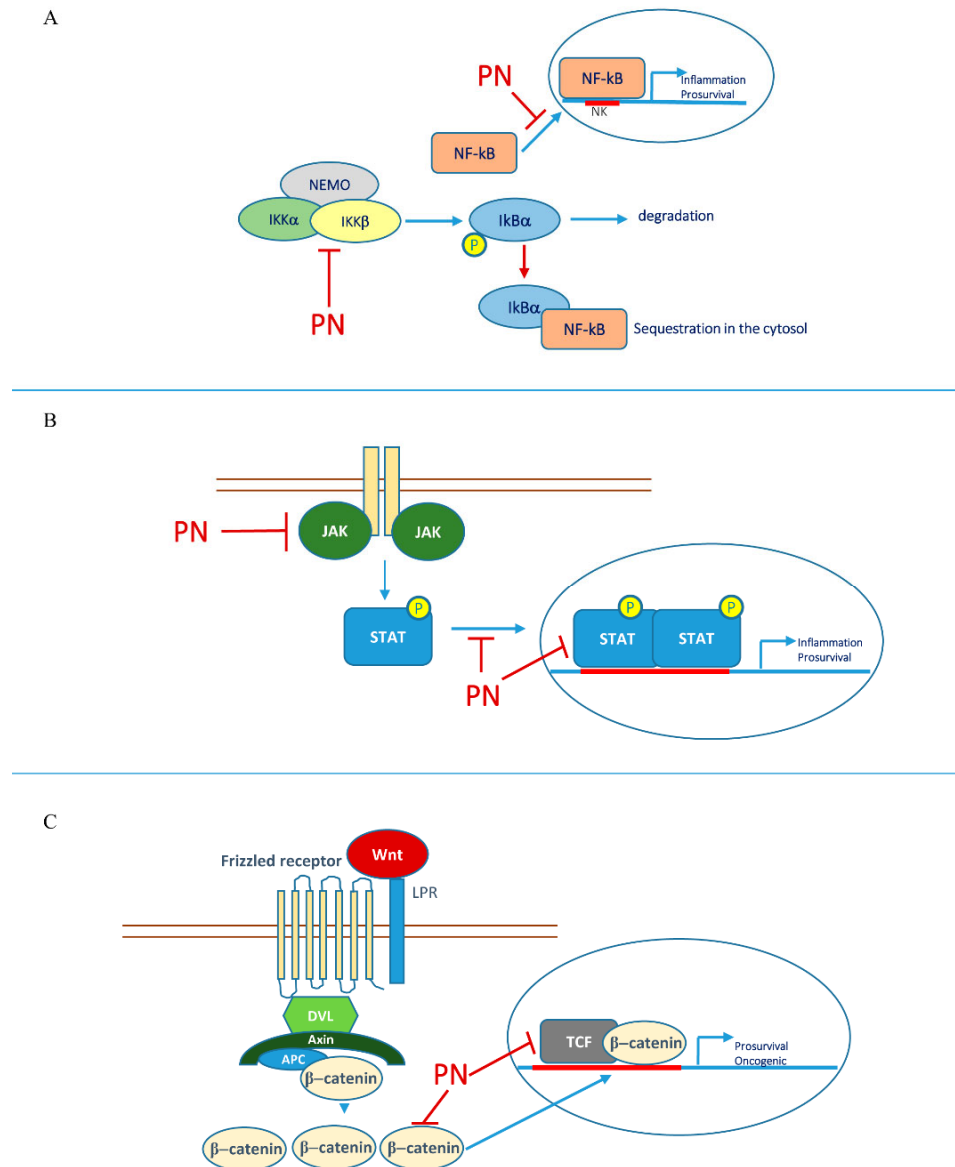 A
PN
NF-kB
Inflammation
Prosurvival
NK
NF-kB
NEMO
IKKα
IKKβ
IkBα
degradation
P
PN
IkBα
NF-kB
Sequestration in the cytosol
B
PN
JAK
JAK
P
STAT
P
P
STAT
STAT
Inflammation
Prosurvival
PN
C
Wnt
Frizzled receptor
LPR
DVL
Axin
APC
β–catenin
TCF
β–catenin
Prosurvival
Oncogenic
PN
β–catenin
β–catenin
β–catenin